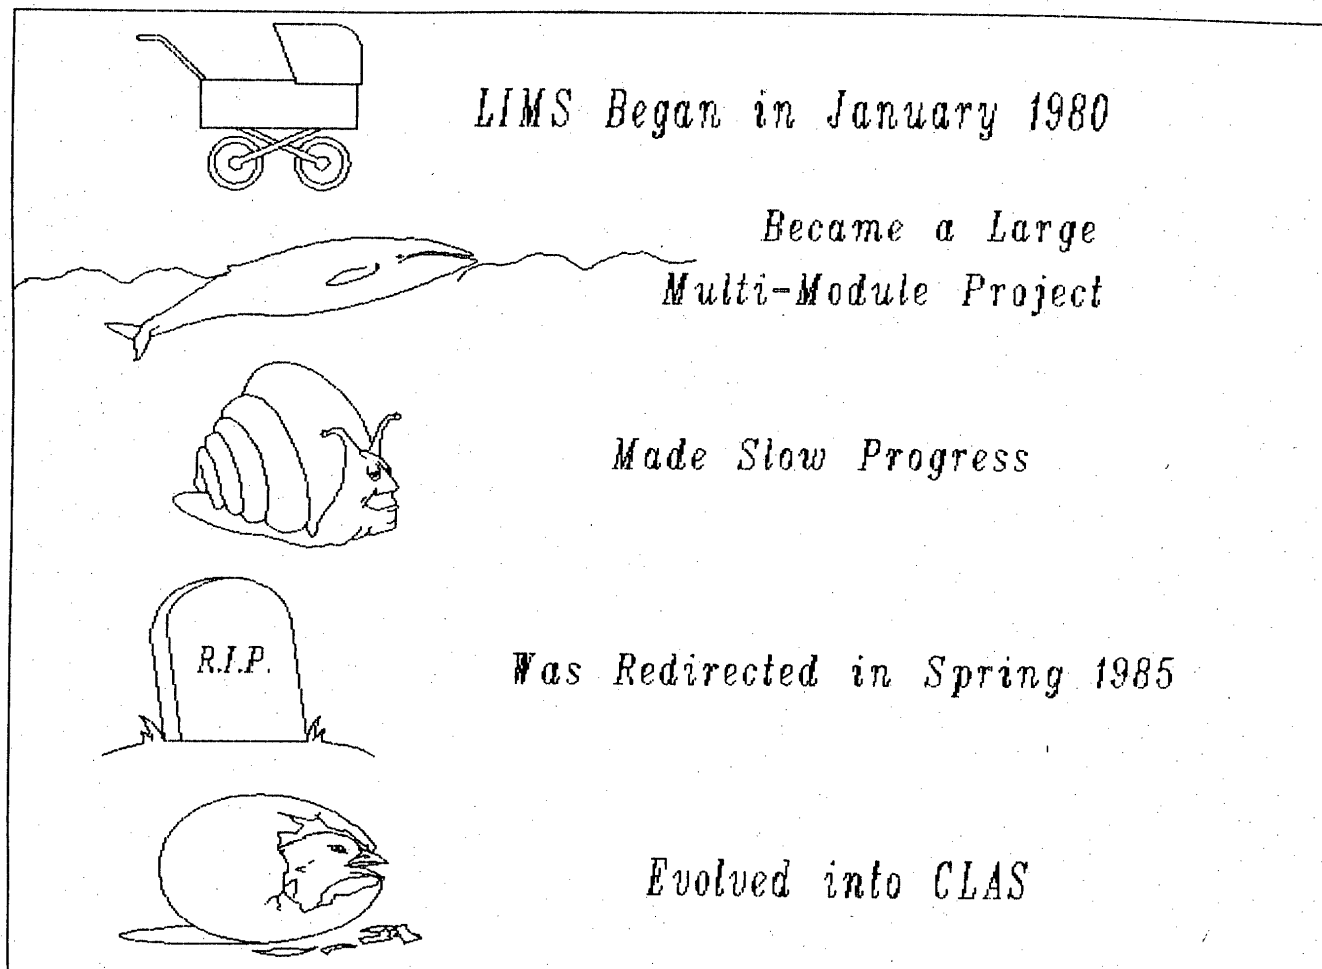 LIMS Began in January 1980
Became a Large
Multi-Module Project
Made Slow Progress
R.I.P.
Was Redirected in Spring 1985
Evolved into CLAS